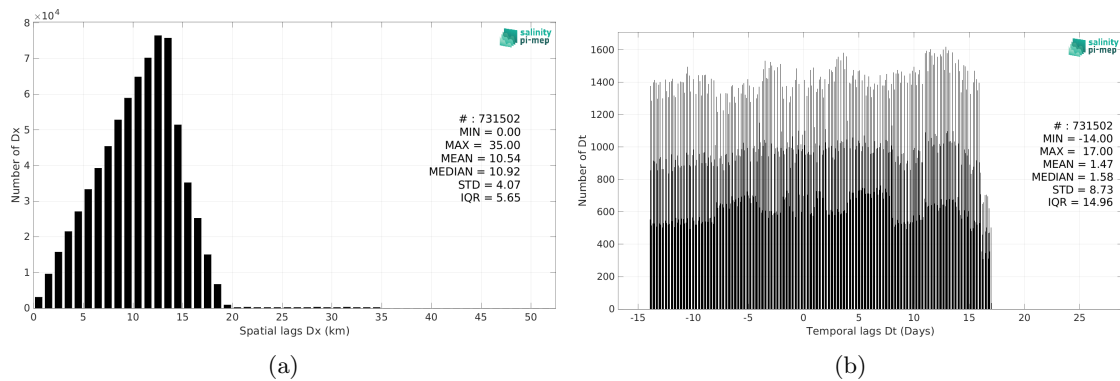 ×10⁴
8
7
6
5
4
3
2
1
0
Number of Dx
0 5 10 15 20 25 30 35 40 45 50
Spatial lags Dx (km)
salinity
pi-mep
# : 731502
MIN = 0.00
MAX = 35.00
MEAN = 10.54
MEDIAN = 10.92
STD = 4.07
IQR = 5.65
(a)
1600
1400
1200
1000
800
600
400
200
0
Number of Dt
-15 -10 -5 0 5 10 15 20 25
Temporal lags Dt (Days)
salinity
pi-mep
# : 731502
MIN = -14.00
MAX = 17.00
MEAN = 1.47
MEDIAN = 1.58
STD = 8.73
IQR = 14.96
(b)